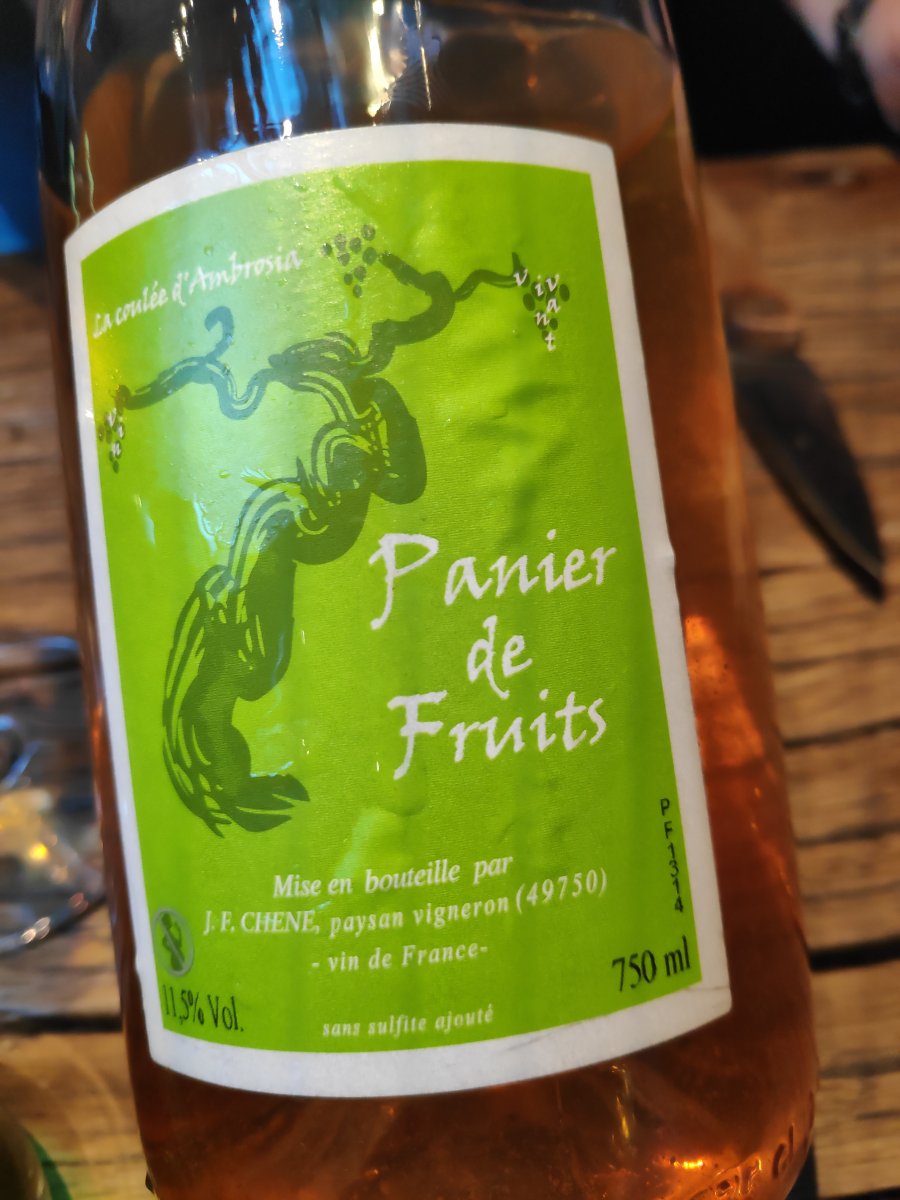 La coulée d'Ambrosia
vin
vivant
Panier
de
Fruits
PF1314
Mise en bouteille par
J. F. CHENE, paysan vigneron (49750)
- vin de France-
11,5% Vol.
750 ml
sans sulfite ajouté